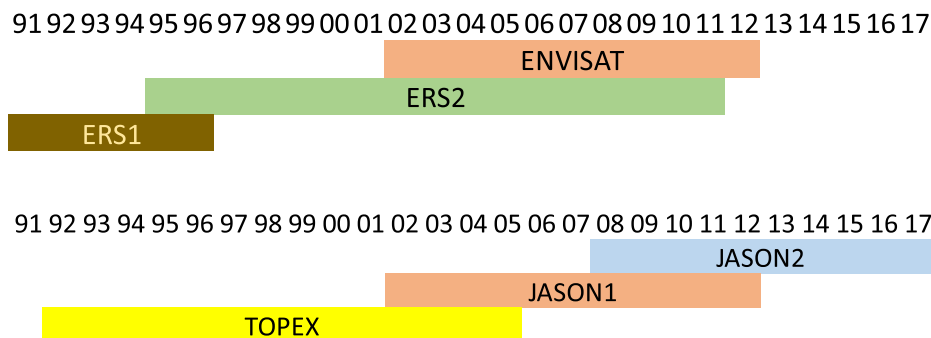 91 92 93 94 95 96 97 98 99 00 01 02 03 04 05 06 07 08 09 10 11 12 13 14 15 16 17
ENVISAT
ERS2
ERS1
91 92 93 94 95 96 97 98 99 00 01 02 03 04 05 06 07 08 09 10 11 12 13 14 15 16 17
JASON2
JASON1
TOPEX